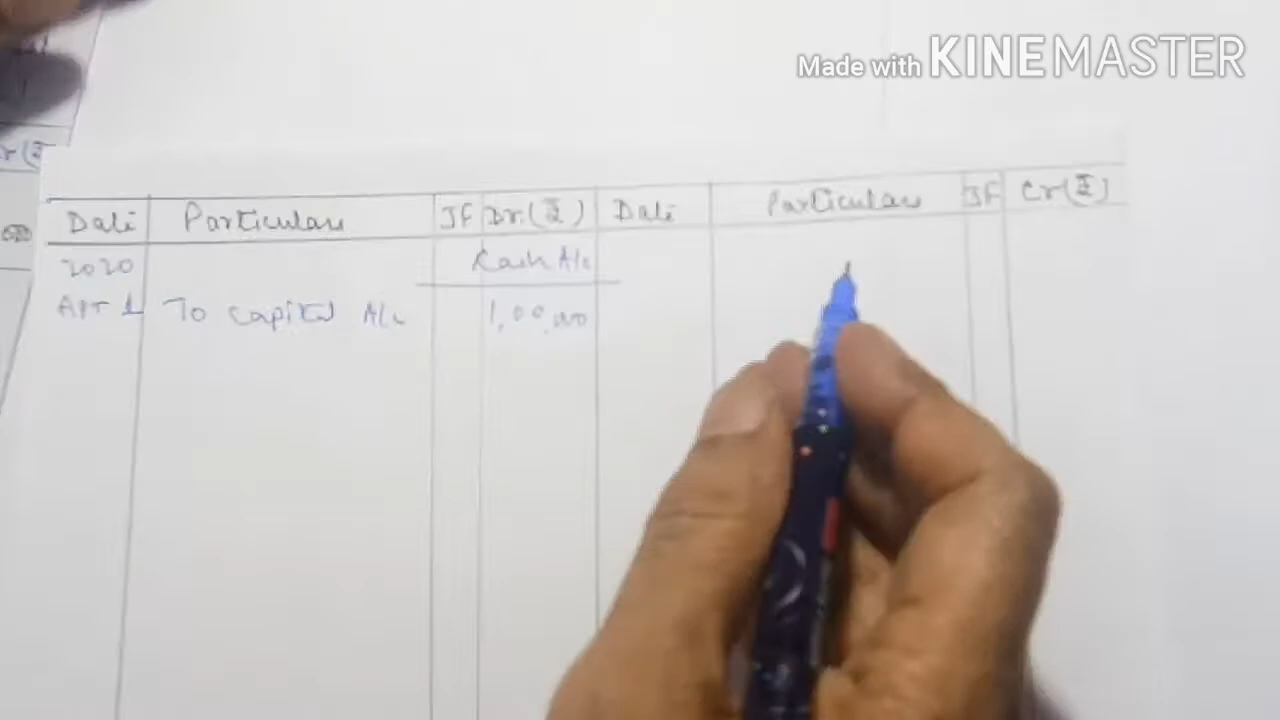 Made with KINEMASTER
Date Particulars JF Dr.(₹) Date Particulars JF Cr(₹)
2020 Cash A/c
Apr 1 To capital A/c 1,00,000